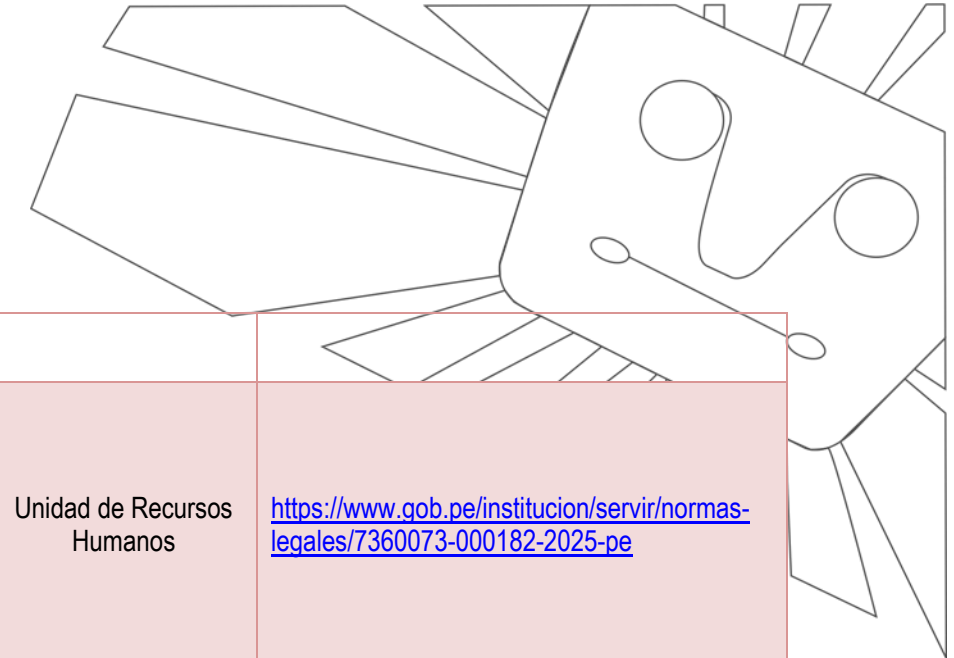 Unidad de Recursos
Humanos
https://www.gob.pe/institucion/servir/normas-
legales/7360073-000182-2025-pe